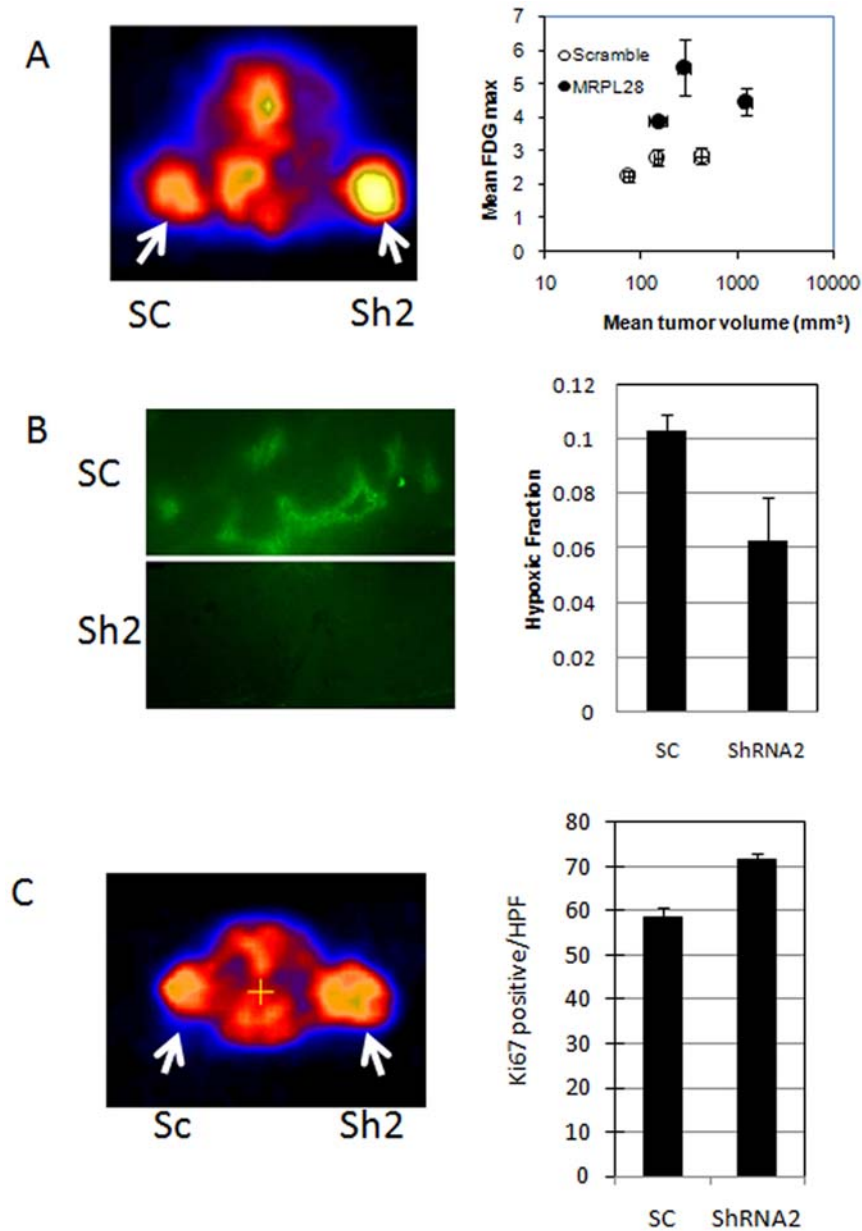 A
SC
Sh2
7
6
5
4
3
2
1
0
Mean FDG max
Scramble
MRPL28
10
100
1000
10000
Mean tumor volume (mm³)
B
SC
Sh2
0.12
0.1
0.08
0.06
0.04
0.02
0
Hypoxic Fraction
SC
ShRNA2
C
Sc
Sh2
80
70
60
50
40
30
20
10
0
Ki67 positive/HPF
SC
ShRNA2